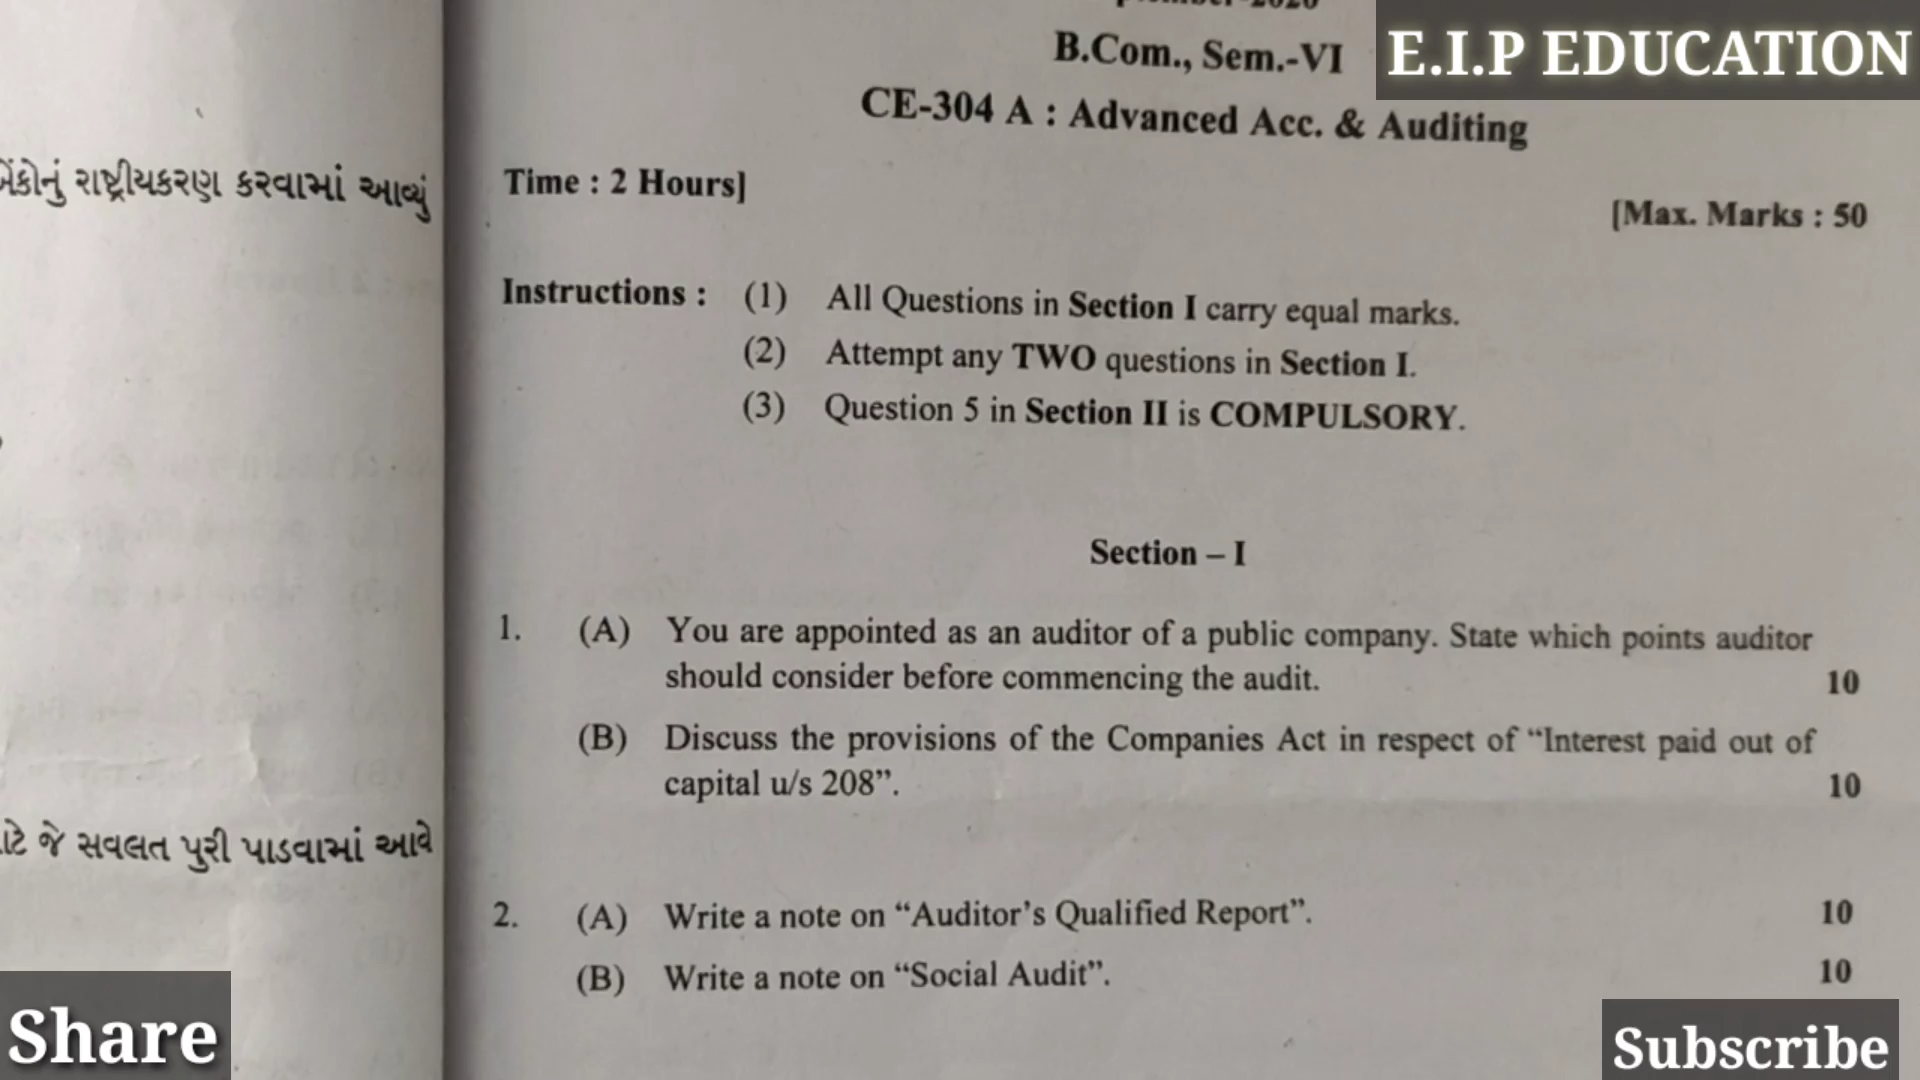 E.I.P EDUCATION
B.Com., Sem.-VI
CE-304 A : Advanced Acc. & Auditing
Time : 2 Hours]
[Max. Marks : 50
Instructions : (1) All Questions in Section I carry equal marks.
(2) Attempt any TWO questions in Section I.
(3) Question 5 in Section II is COMPULSORY.
Section – I
1. (A) You are appointed as an auditor of a public company. State which points auditor
should consider before commencing the audit. 10
(B) Discuss the provisions of the Companies Act in respect of “Interest paid out of
capital u/s 208”. 10
2. (A) Write a note on “Auditor’s Qualified Report”. 10
(B) Write a note on “Social Audit”. 10
રાષ્ટ્રીયકરણ કરવામાં આવ્યું
જે સવલત પુરી પાડવામાં આવે
Share
Subscribe